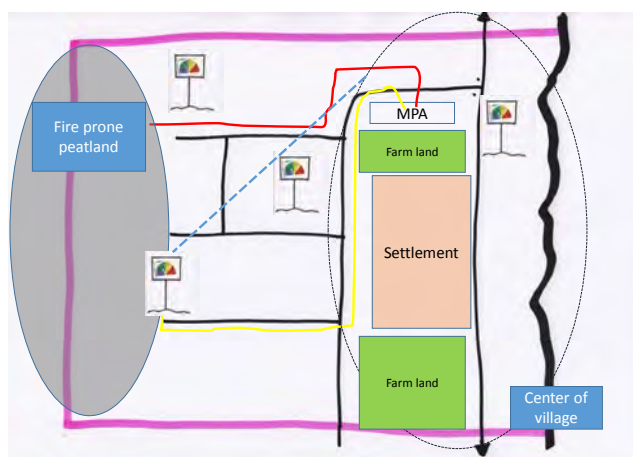 Fire prone
peatland
MPA
Farm land
Settlement
Farm land
Center of
village